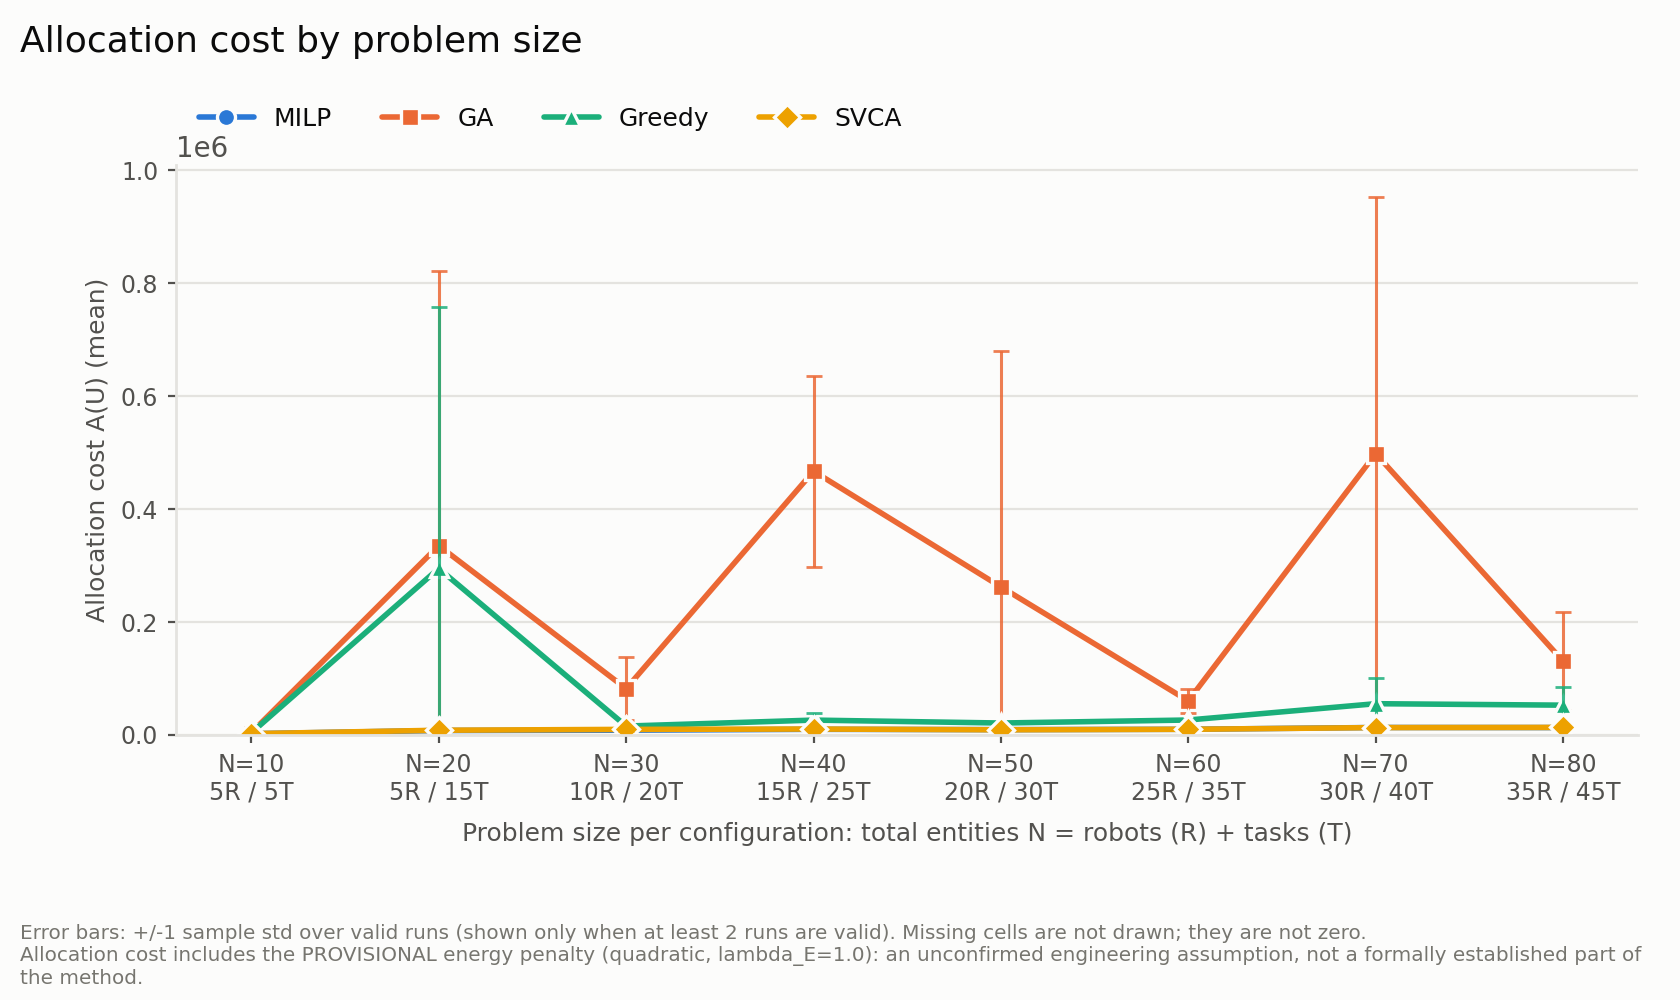 Allocation cost by problem size
MILP GA Greedy SVCA
1e6
1.0
0.8
0.6
0.4
0.2
0.0
Allocation cost A(U) (mean)
N=10 N=20 N=30 N=40 N=50 N=60 N=70 N=80
5R / 5T 5R / 15T 10R / 20T 15R / 25T 20R / 30T 25R / 35T 30R / 40T 35R / 45T
Problem size per configuration: total entities N = robots (R) + tasks (T)
Error bars: +/-1 sample std over valid runs (shown only when at least 2 runs are valid). Missing cells are not drawn; they are not zero.
Allocation cost includes the PROVISIONAL energy penalty (quadratic, lambda_E=1.0): an unconfirmed engineering assumption, not a formally established part of
the method.